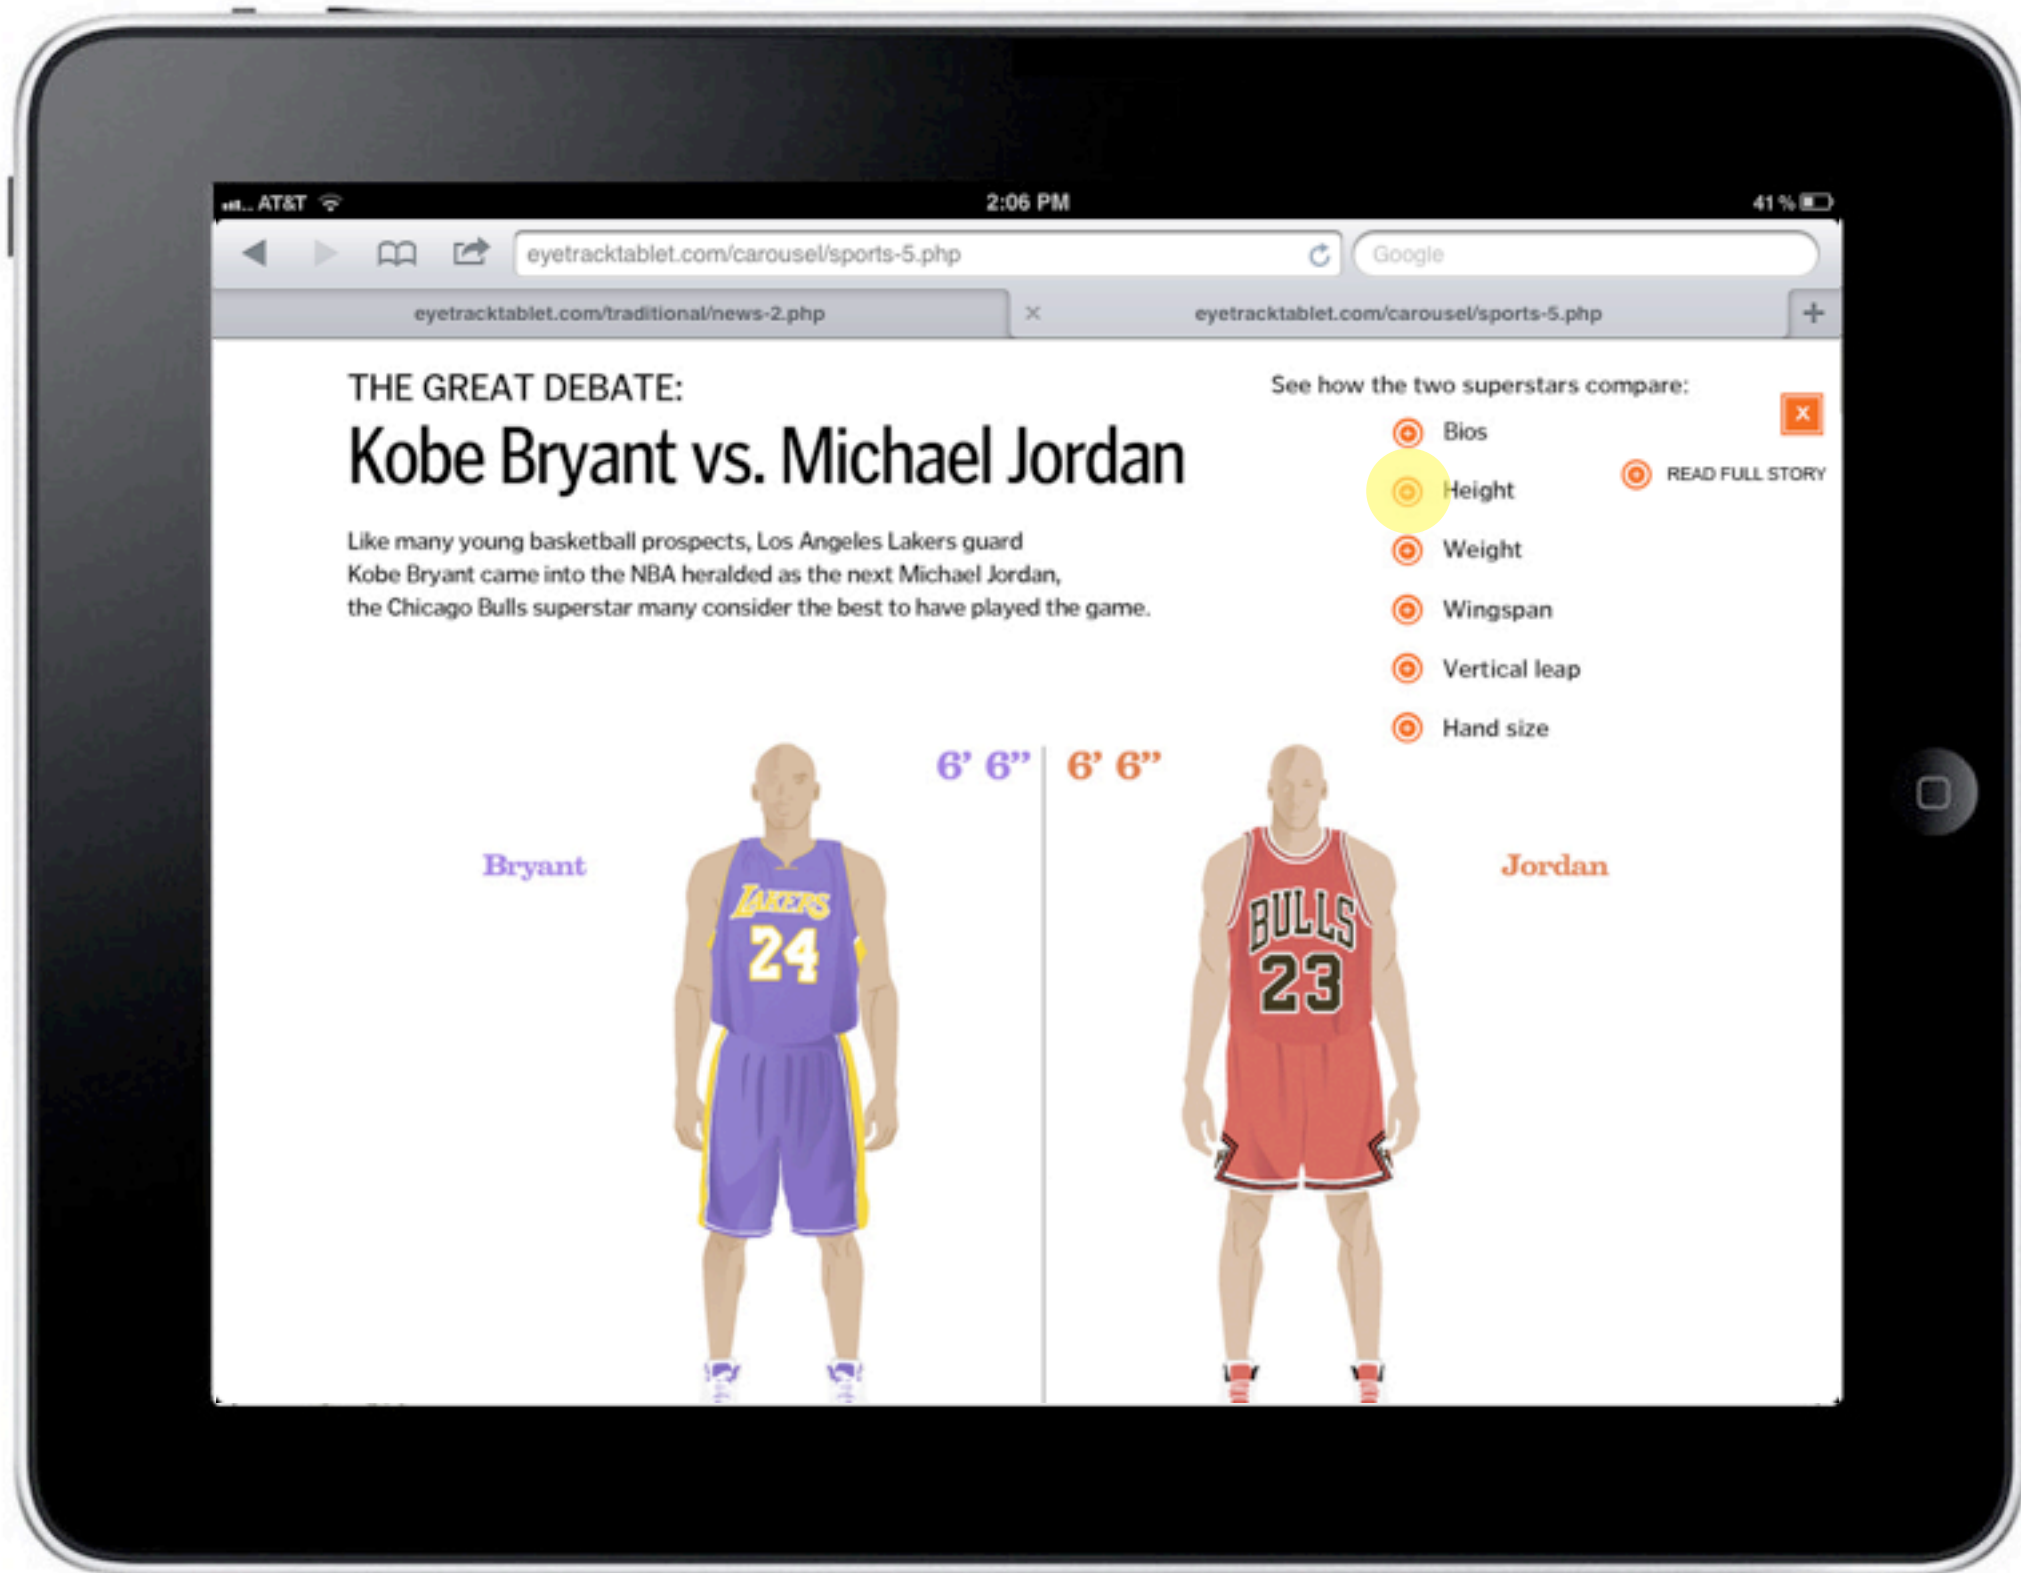 AT&T
2:06 PM
41 %
eyetracktablet.com/carousel/sports-5.php
Google
eyetracktablet.com/traditional/news-2.php
eyetracktablet.com/carousel/sports-5.php
THE GREAT DEBATE:
Kobe Bryant vs. Michael Jordan
Like many young basketball prospects, Los Angeles Lakers guard
Kobe Bryant came into the NBA heralded as the next Michael Jordan,
the Chicago Bulls superstar many consider the best to have played the game.
See how the two superstars compare:
Bios
Height
Weight
Wingspan
Vertical leap
Hand size
X
READ FULL STORY
6’ 6”
6’ 6”
Bryant
Jordan
LAKERS
24
BULLS
23